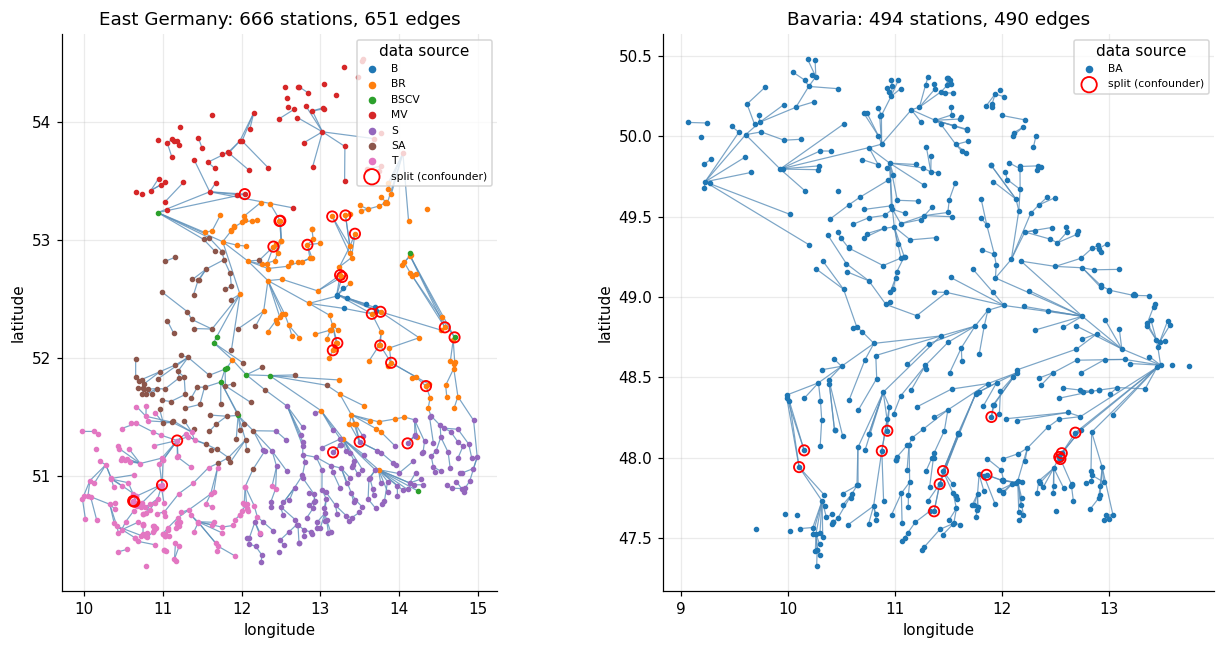 East Germany: 666 stations, 651 edges
data source
B
BR
BSCV
MV
S
SA
T
split (confounder)
54
53
52
51
latitude
10
11
12
13
14
15
longitude
Bavaria: 494 stations, 490 edges
data source
BA
split (confounder)
50.5
50.0
49.5
49.0
48.5
48.0
47.5
latitude
9
10
11
12
13
longitude